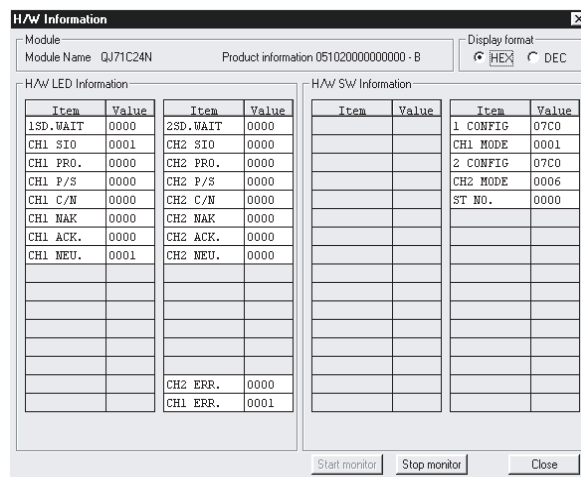 H/W Information
Module
Module Name QJ71C24N Product information 051020000000000 - B
Display format
HEX DEC
H/W LED Information
Item Value Item Value
1SD.WAIT 0000 2SD.WAIT 0000
CH1 SIO 0001 CH2 SIO 0000
CH1 PRO. 0000 CH2 PRO. 0000
CH1 P/S 0000 CH2 P/S 0000
CH1 C/N 0000 CH2 C/N 0000
CH1 NAK 0000 CH2 NAK 0000
CH1 ACK. 0000 CH2 ACK. 0000
CH1 NEU. 0001 CH2 NEU. 0000
CH2 ERR. 0000
CH1 ERR. 0001
H/W SW Information
Item Value Item Value
1 CONFIG 07C0
CH1 MODE 0001
2 CONFIG 07C0
CH2 MODE 0006
ST NO. 0000
Start monitor Stop monitor Close